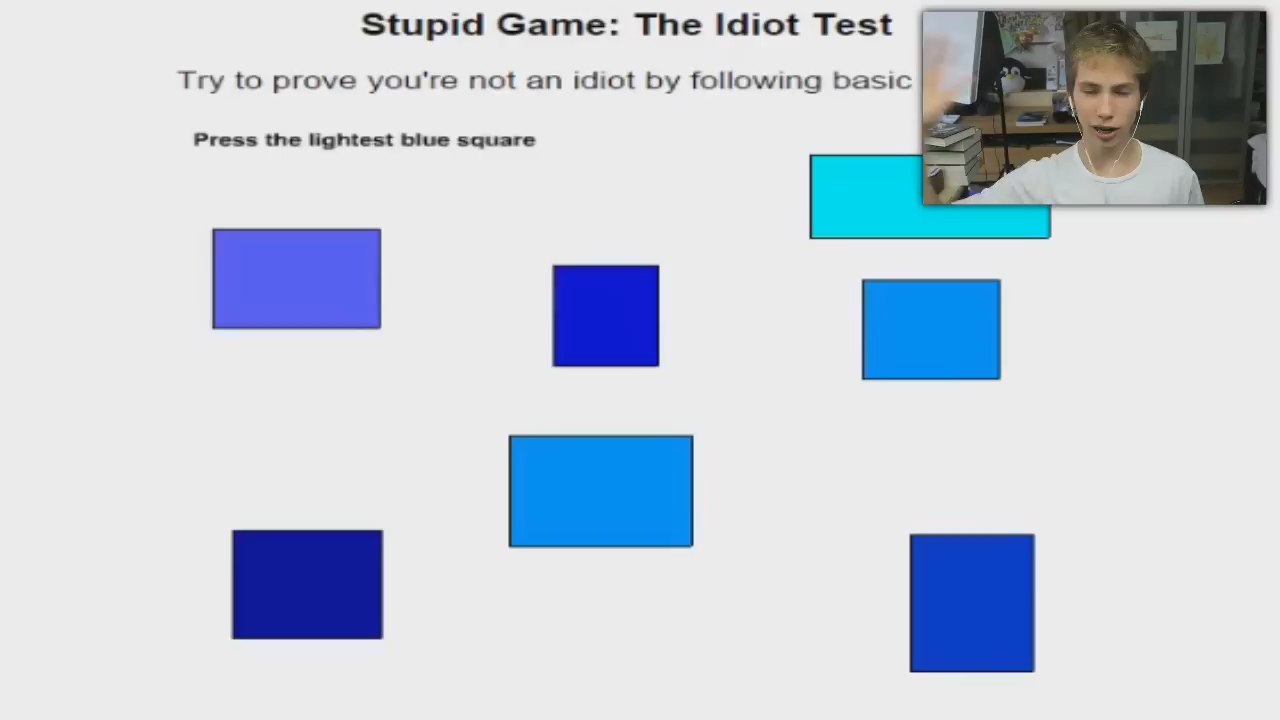 Stupid Game: The Idiot Test
Try to prove you're not an idiot by following basic
Press the lightest blue square